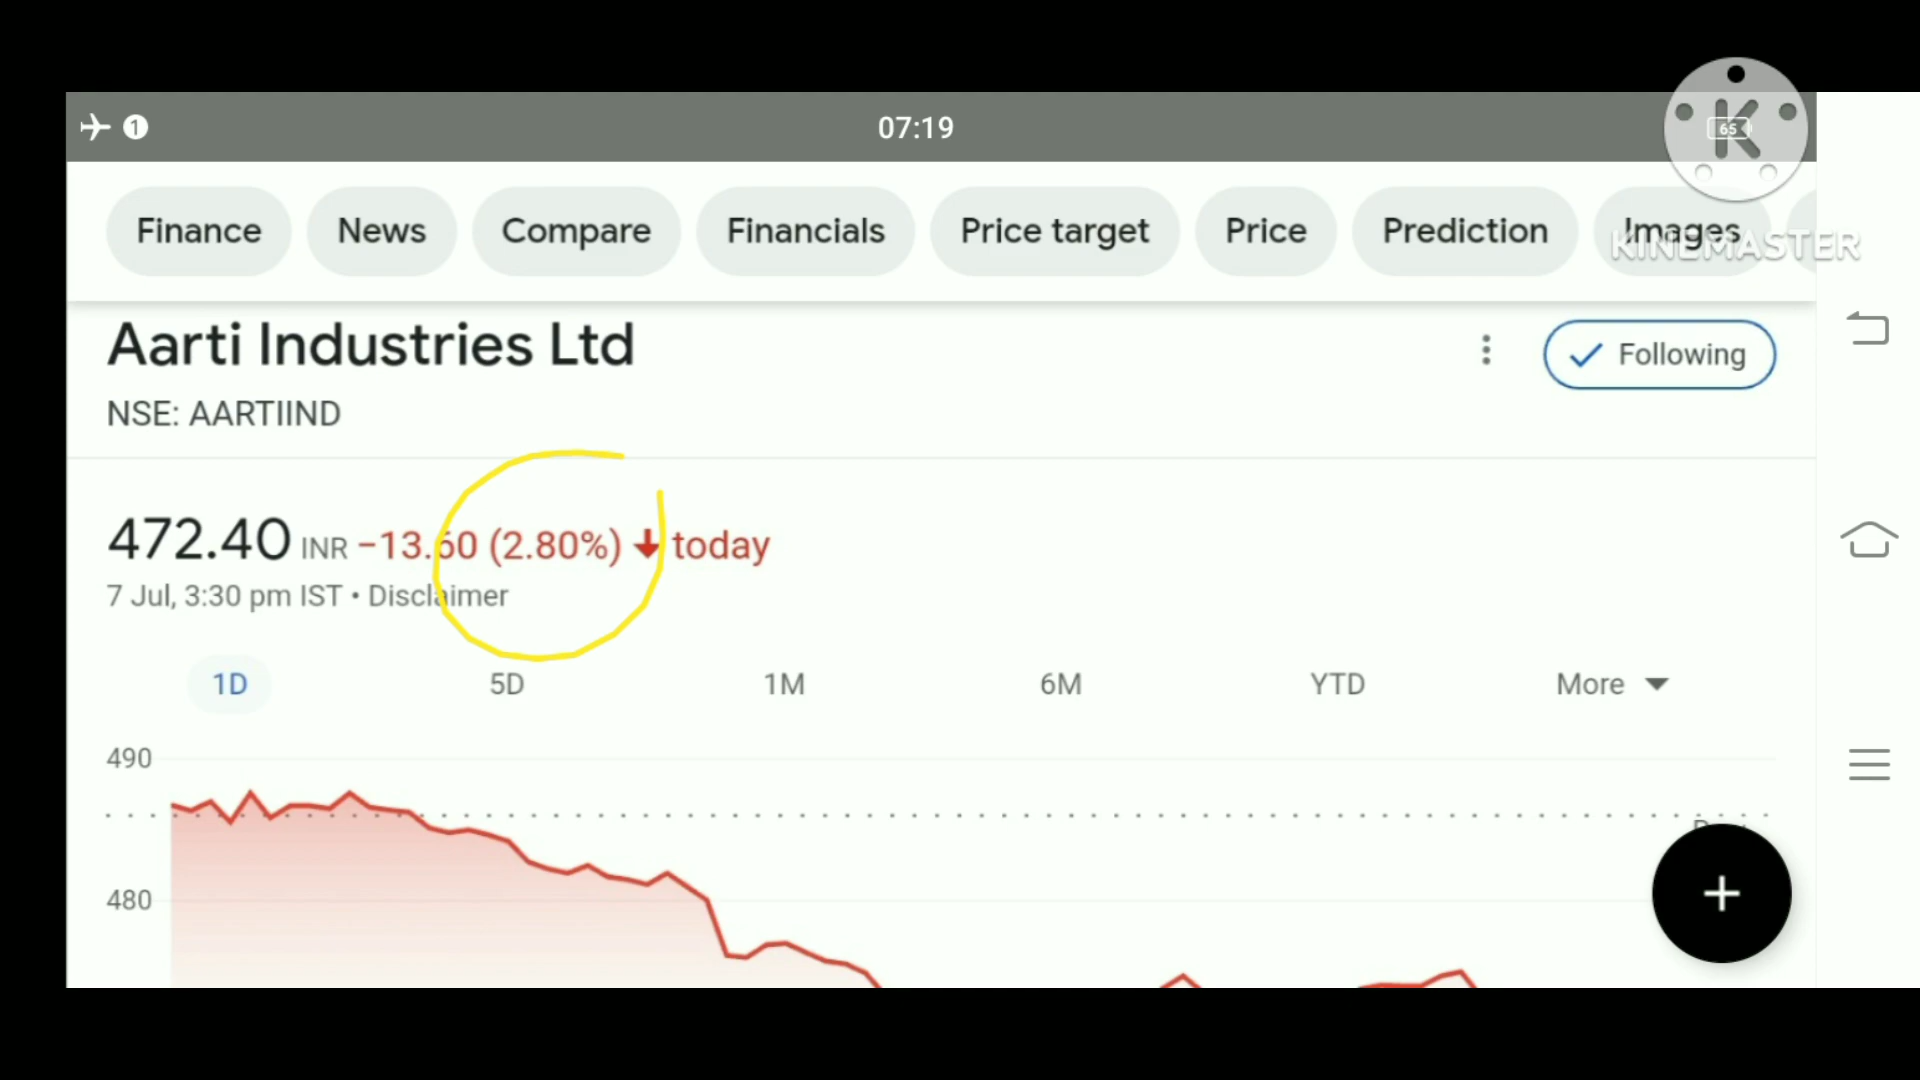 1
07:19
65
K
Finance News Compare Financials Price target Price Prediction Images
KINEMASTER
Aarti Industries Ltd
Following
NSE: AARTIIND
472.40 INR −13.60 (2.80%) ↓ today
7 Jul, 3:30 pm IST • Disclaimer
1D 5D 1M 6M YTD More
490
480